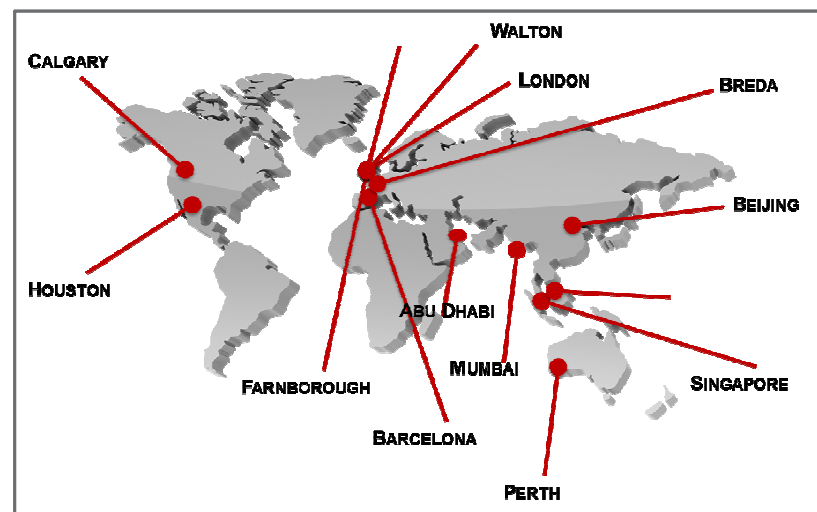 WALTON
CALGARY
LONDON
BREDA
BEIJING
HOUSTON
ABU DHABI
MUMBAI
FARNBOROUGH
SINGAPORE
BARCELONA
PERTH